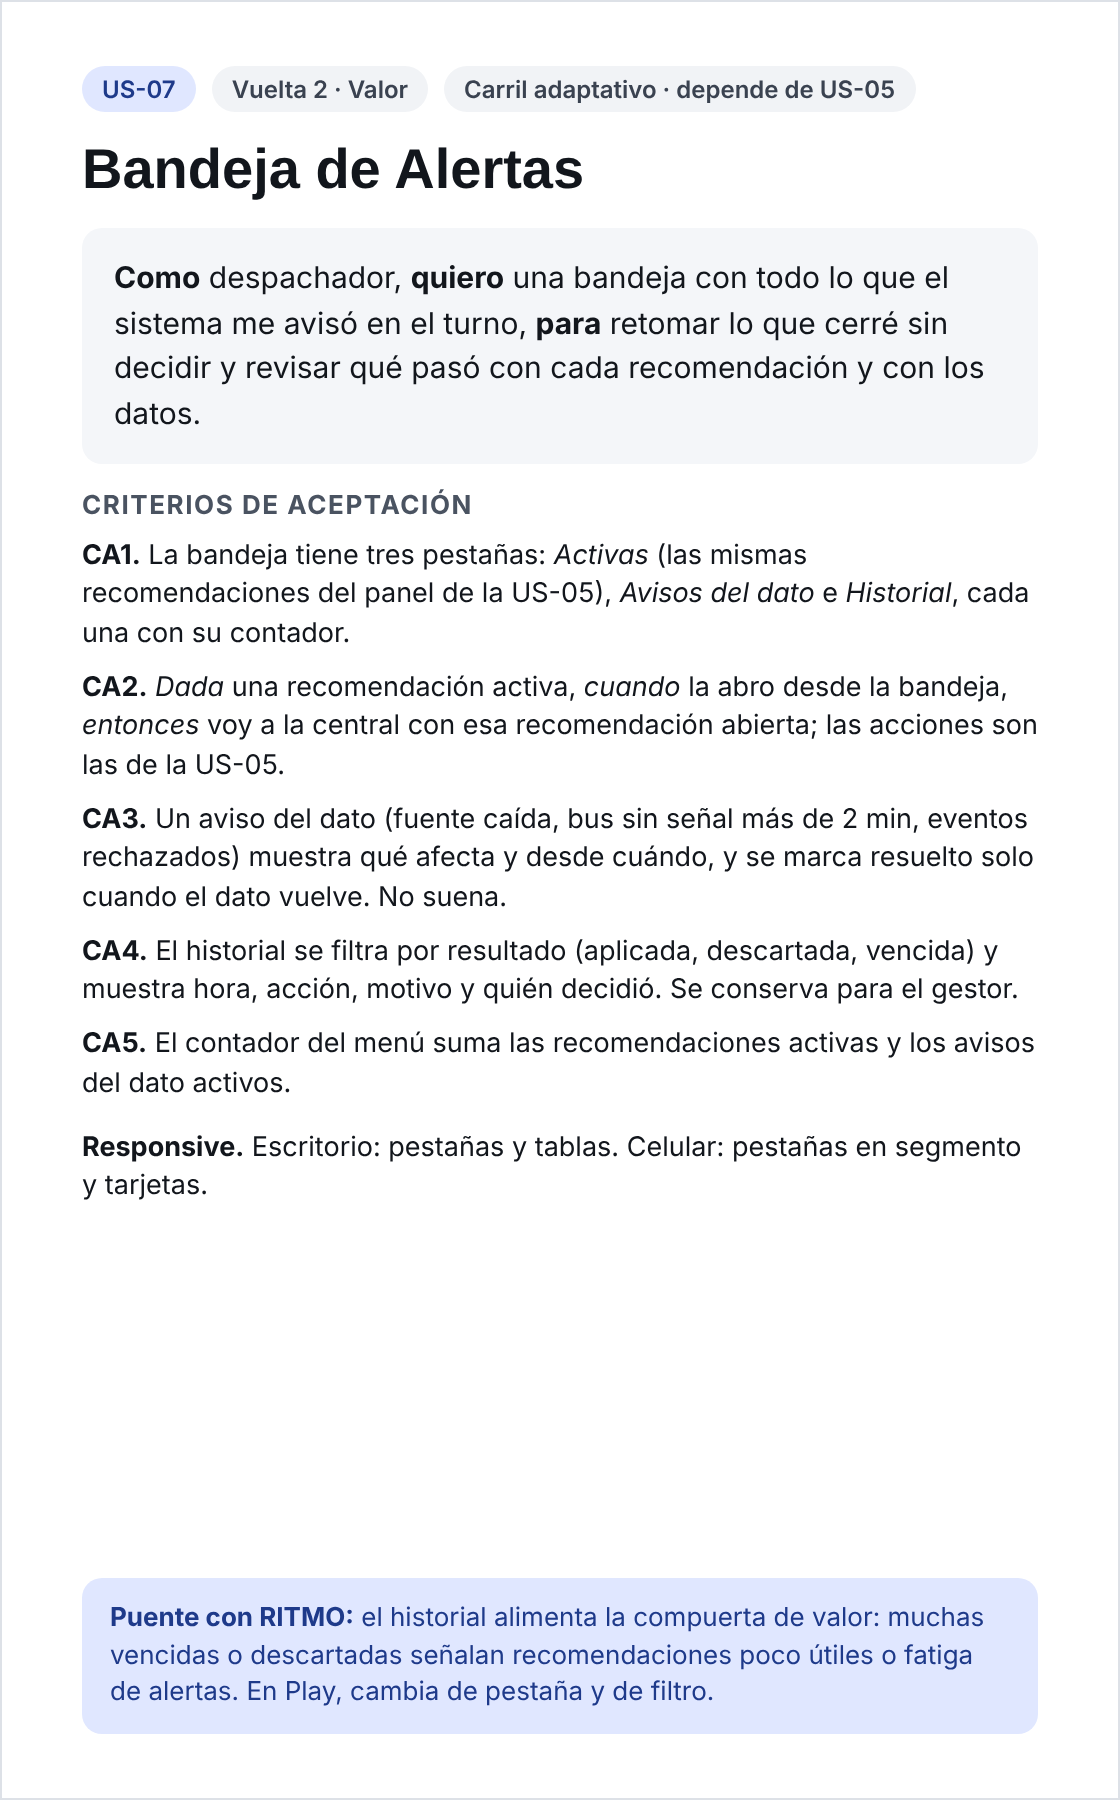 US-07
Vuelta 2 · Valor
Carril adaptativo · depende de US-05
Bandeja de Alertas
Como despachador, quiero una bandeja con todo lo que el
sistema me avisó en el turno, para retomar lo que cerré sin
decidir y revisar qué pasó con cada recomendación y con los
datos.
CRITERIOS DE ACEPTACIÓN
CA1. La bandeja tiene tres pestañas: Activas (las mismas
recomendaciones del panel de la US-05), Avisos del dato e Historial, cada
una con su contador.
CA2. Dada una recomendación activa, cuando la abro desde la bandeja,
entonces voy a la central con esa recomendación abierta; las acciones son
las de la US-05.
CA3. Un aviso del dato (fuente caída, bus sin señal más de 2 min, eventos
rechazados) muestra qué afecta y desde cuándo, y se marca resuelto solo
cuando el dato vuelve. No suena.
CA4. El historial se filtra por resultado (aplicada, descartada, vencida) y
muestra hora, acción, motivo y quién decidió. Se conserva para el gestor.
CA5. El contador del menú suma las recomendaciones activas y los avisos
del dato activos.
Responsive. Escritorio: pestañas y tablas. Celular: pestañas en segmento
y tarjetas.
Puente con RITMO: el historial alimenta la compuerta de valor: muchas
vencidas o descartadas señalan recomendaciones poco útiles o fatiga
de alertas. En Play, cambia de pestaña y de filtro.